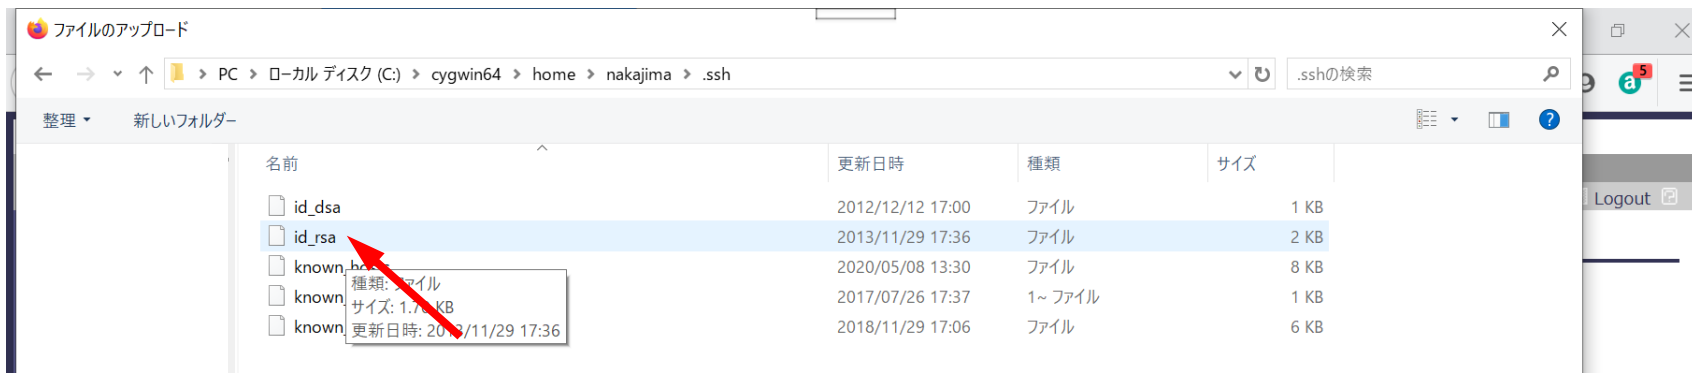 ファイルのアップロード
PC > ローカル ディスク (C:) > cygwin64 > home > nakajima > .ssh
.sshの検索
5
a
整理
新しいフォルダー
?
名前 更新日時 種類 サイズ
Logout
id_dsa 2012/12/12 17:00 ファイル 1 KB
id_rsa 2013/11/29 17:36 ファイル 2 KB
known 2020/05/08 13:30 ファイル 8 KB
known 2017/07/26 17:37 1~ ファイル 1 KB
known 2018/11/29 17:06 ファイル 6 KB
種類: ファイル
サイズ: KB
更新日時: 2013/11/29 17:36